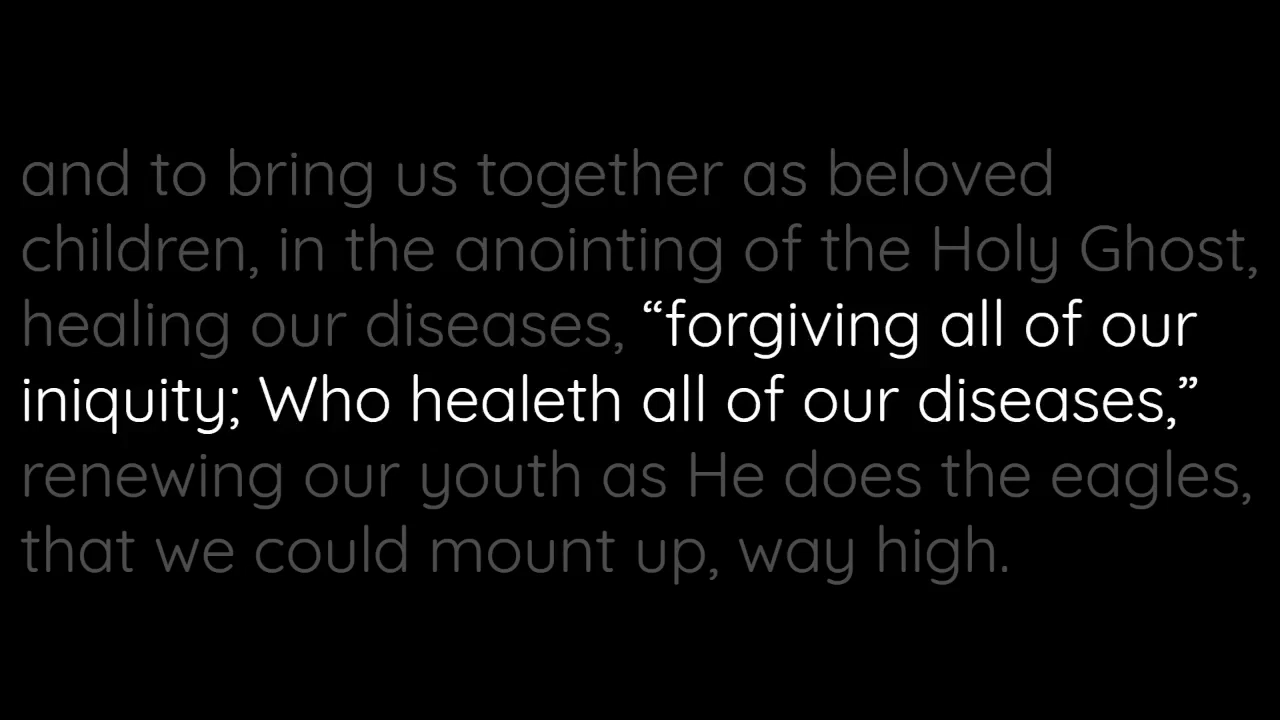 and to bring us together as beloved
children, in the anointing of the Holy Ghost,
healing our diseases, “forgiving all of our
iniquity; Who healeth all of our diseases,”
renewing our youth as He does the eagles,
that we could mount up, way high.